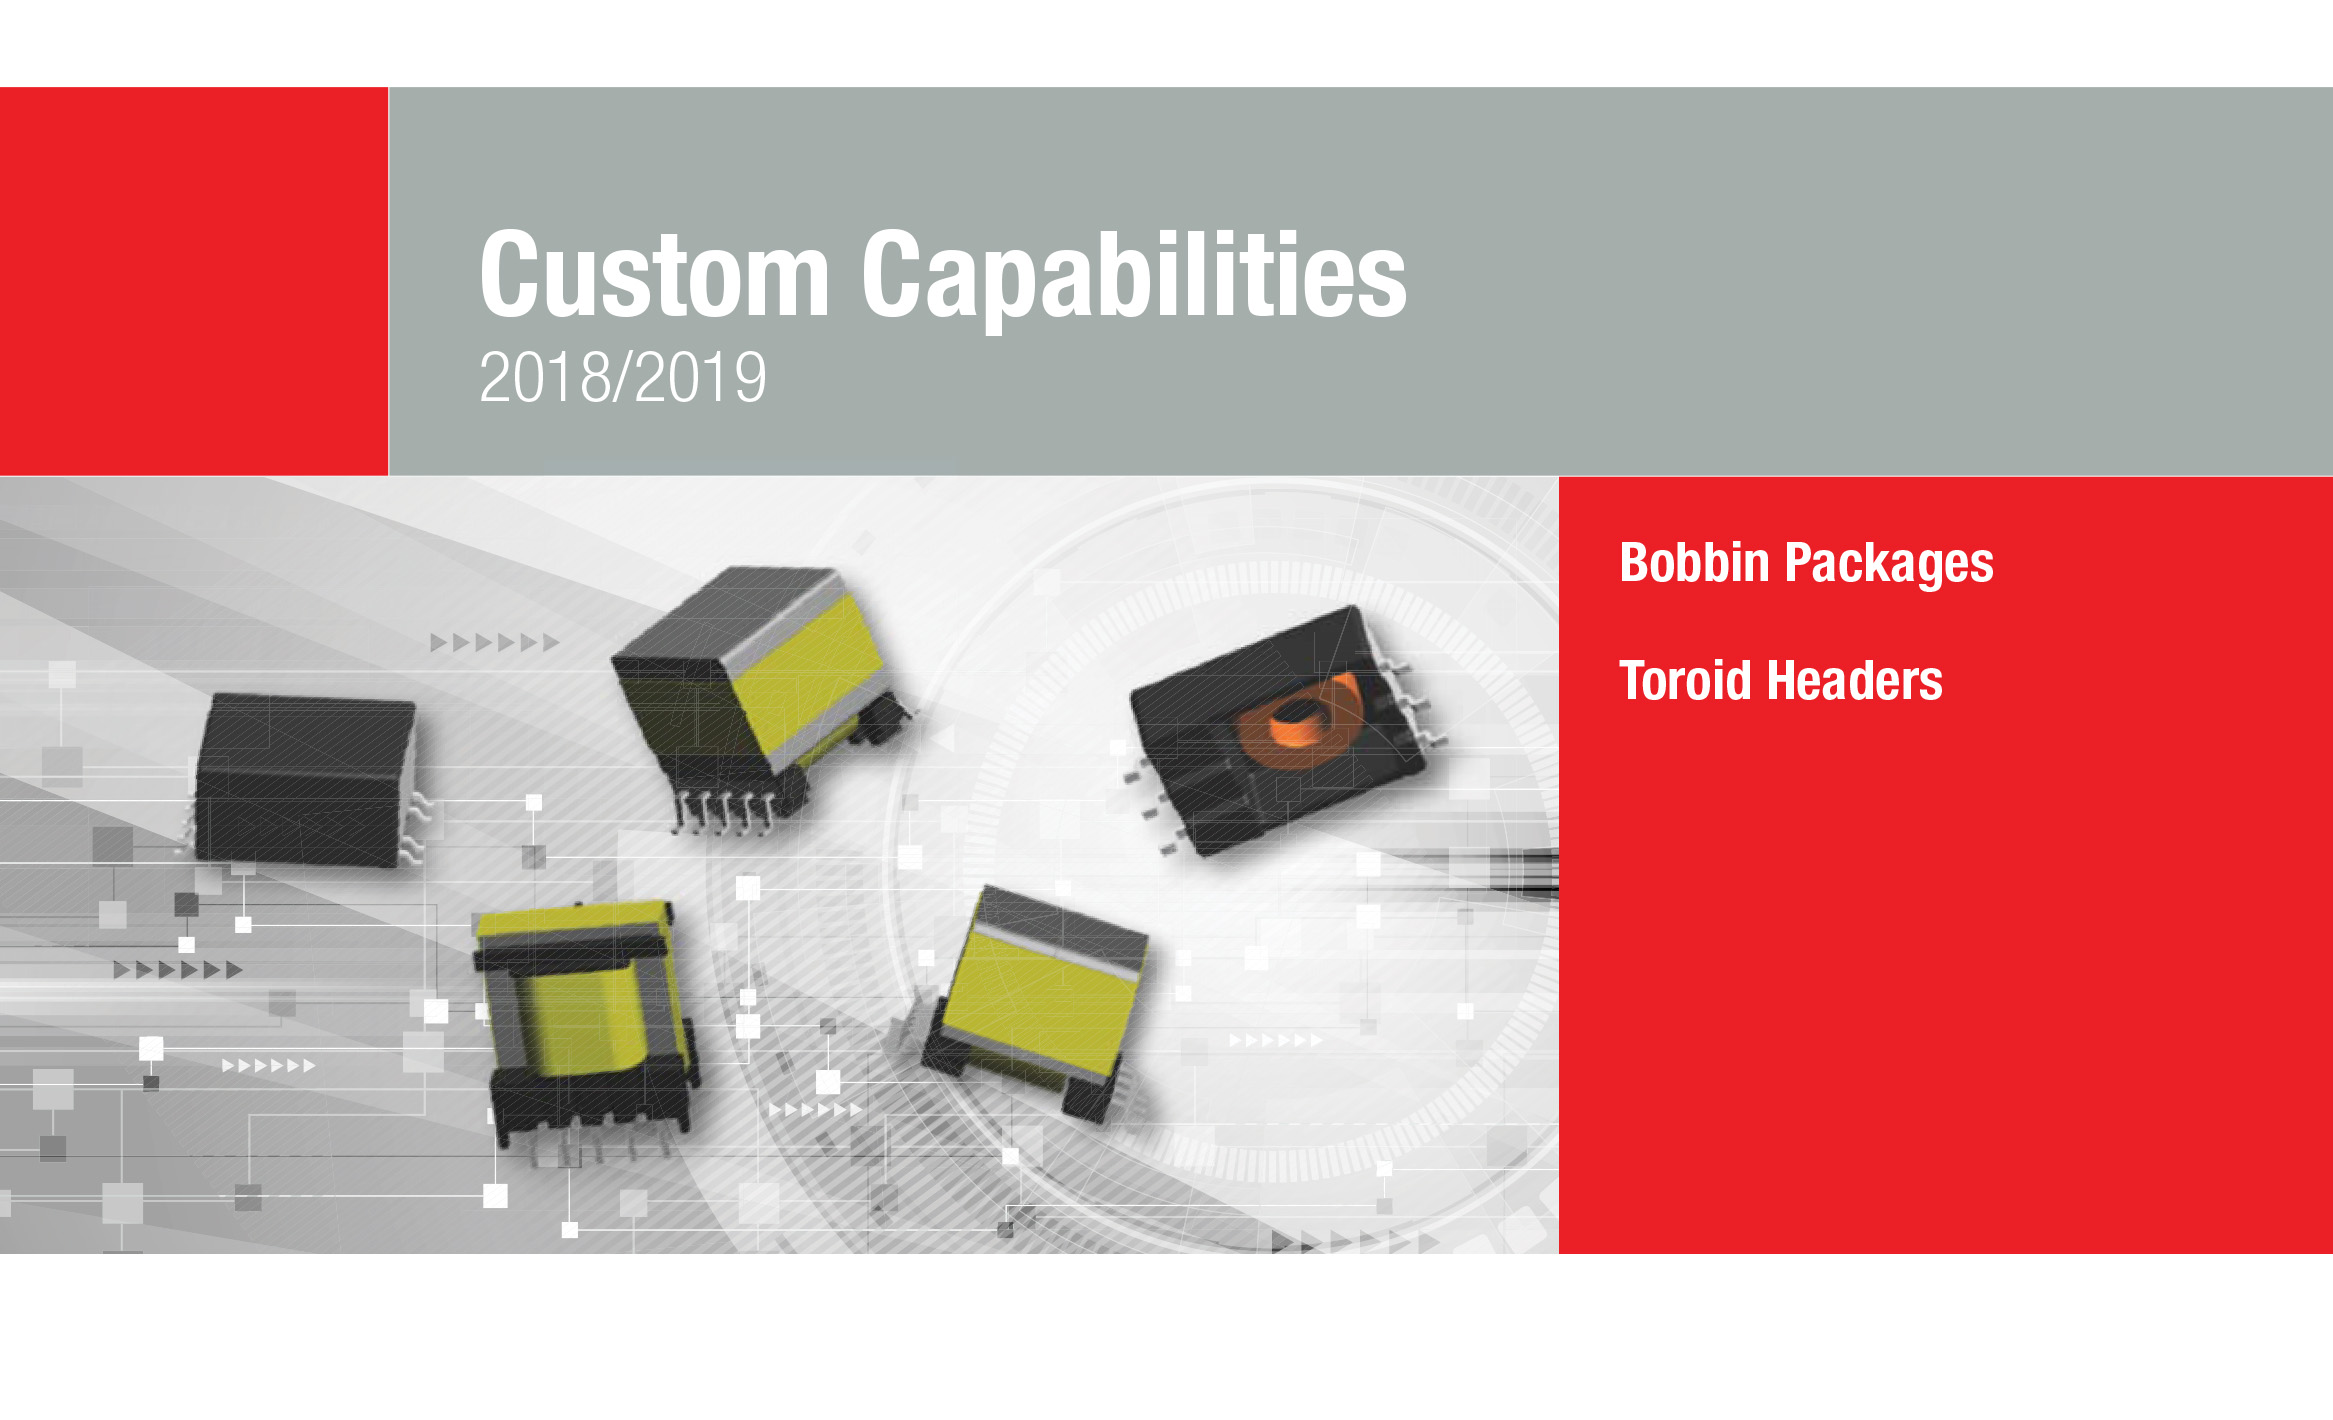 Custom Capabilities
2018/2019
Bobbin Packages
Toroid Headers